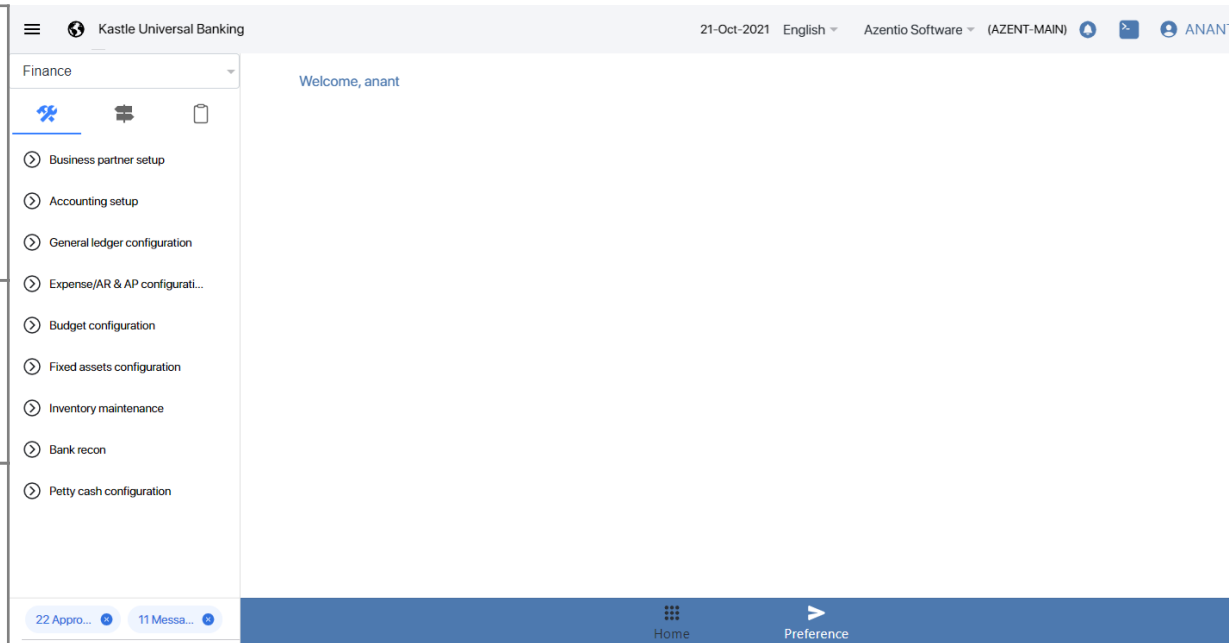 Kastle Universal Banking 21-Oct-2021 English Azentio Software (AZENT-MAIN) ANANT
Finance
Welcome, anant
Business partner setup
Accounting setup
General ledger configuration
Expense/AR & AP configurati...
Budget configuration
Fixed assets configuration
Inventory maintenance
Bank recon
Petty cash configuration
22 Appro... 11 Messa...
Home Preference